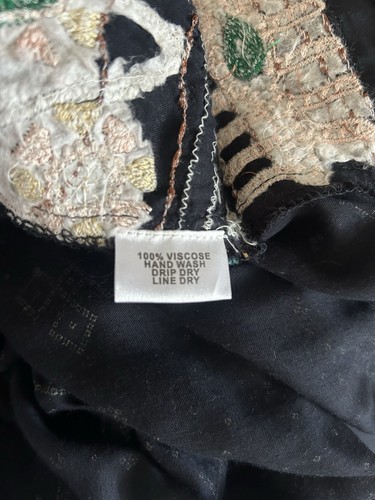 100% VISCOSE
HAND WASH
DRIP DRY
LINE DRY